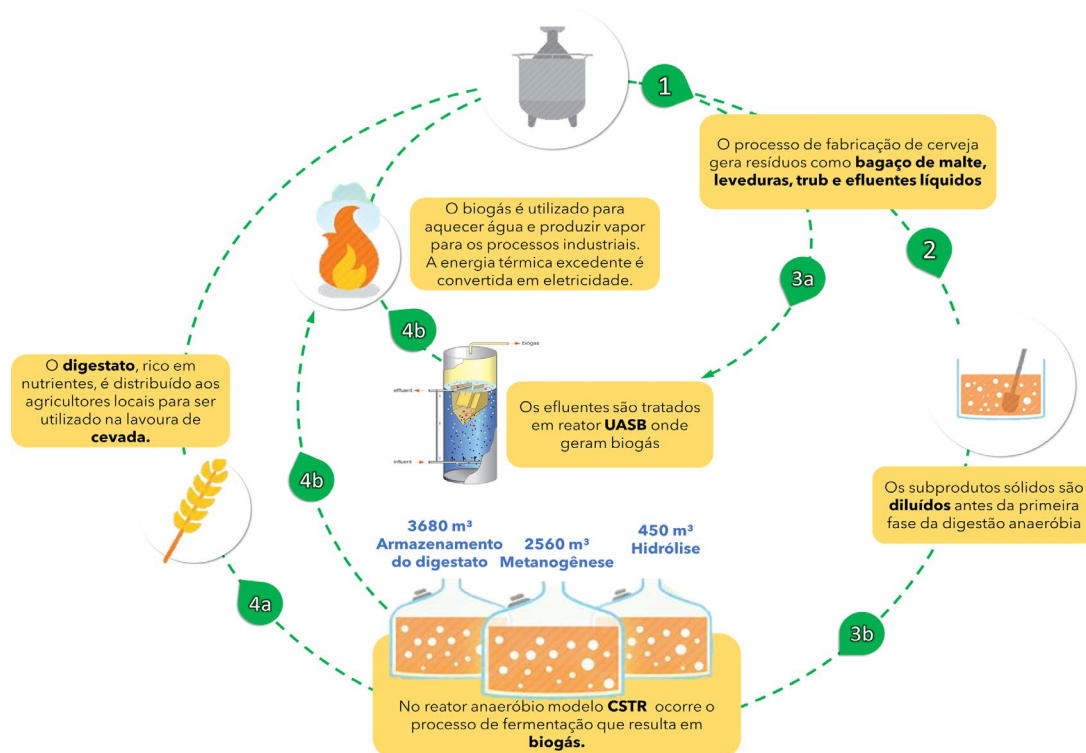 1
O processo de fabricação de cerveja
gera resíduos como bagaço de malte,
leveduras, trub e efluentes líquidos
2
3a
O biogás é utilizado para
aquecer água e produzir vapor
para os processos industriais.
A energia térmica excedente é
convertida em eletricidade.
4b
biogas
effluent
influent
Os efluentes são tratados
em reator UASB onde
geram biogás
O digestato, rico em
nutrientes, é distribuído aos
agricultores locais para ser
utilizado na lavoura de
cevada.
4b
Os subprodutos sólidos são
diluídos antes da primeira
fase da digestão anaeróbia
3680 m³
Armazenamento
do digestato
2560 m³
Metanogênese
450 m³
Hidrólise
4a
3b
No reator anaeróbio modelo CSTR ocorre o
processo de fermentação que resulta em
biogás.